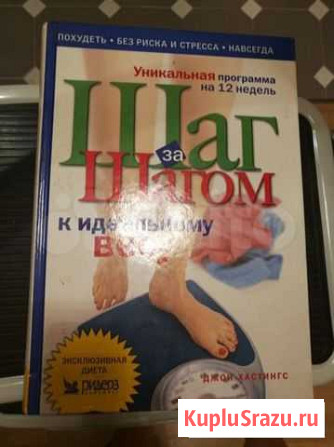 ПОХУДЕТЬ • БЕЗ РИСКА И СТРЕССА • НАВСЕГДА
Уникальная программа
на 12 недель
Шаг
за
Шагом
к идеальному
весу
ЭКСКЛЮЗИВНАЯ
ДИЕТА
РИДЕРЗ
ДЖОН ХАСТИНГС
KupluSrazu.ru